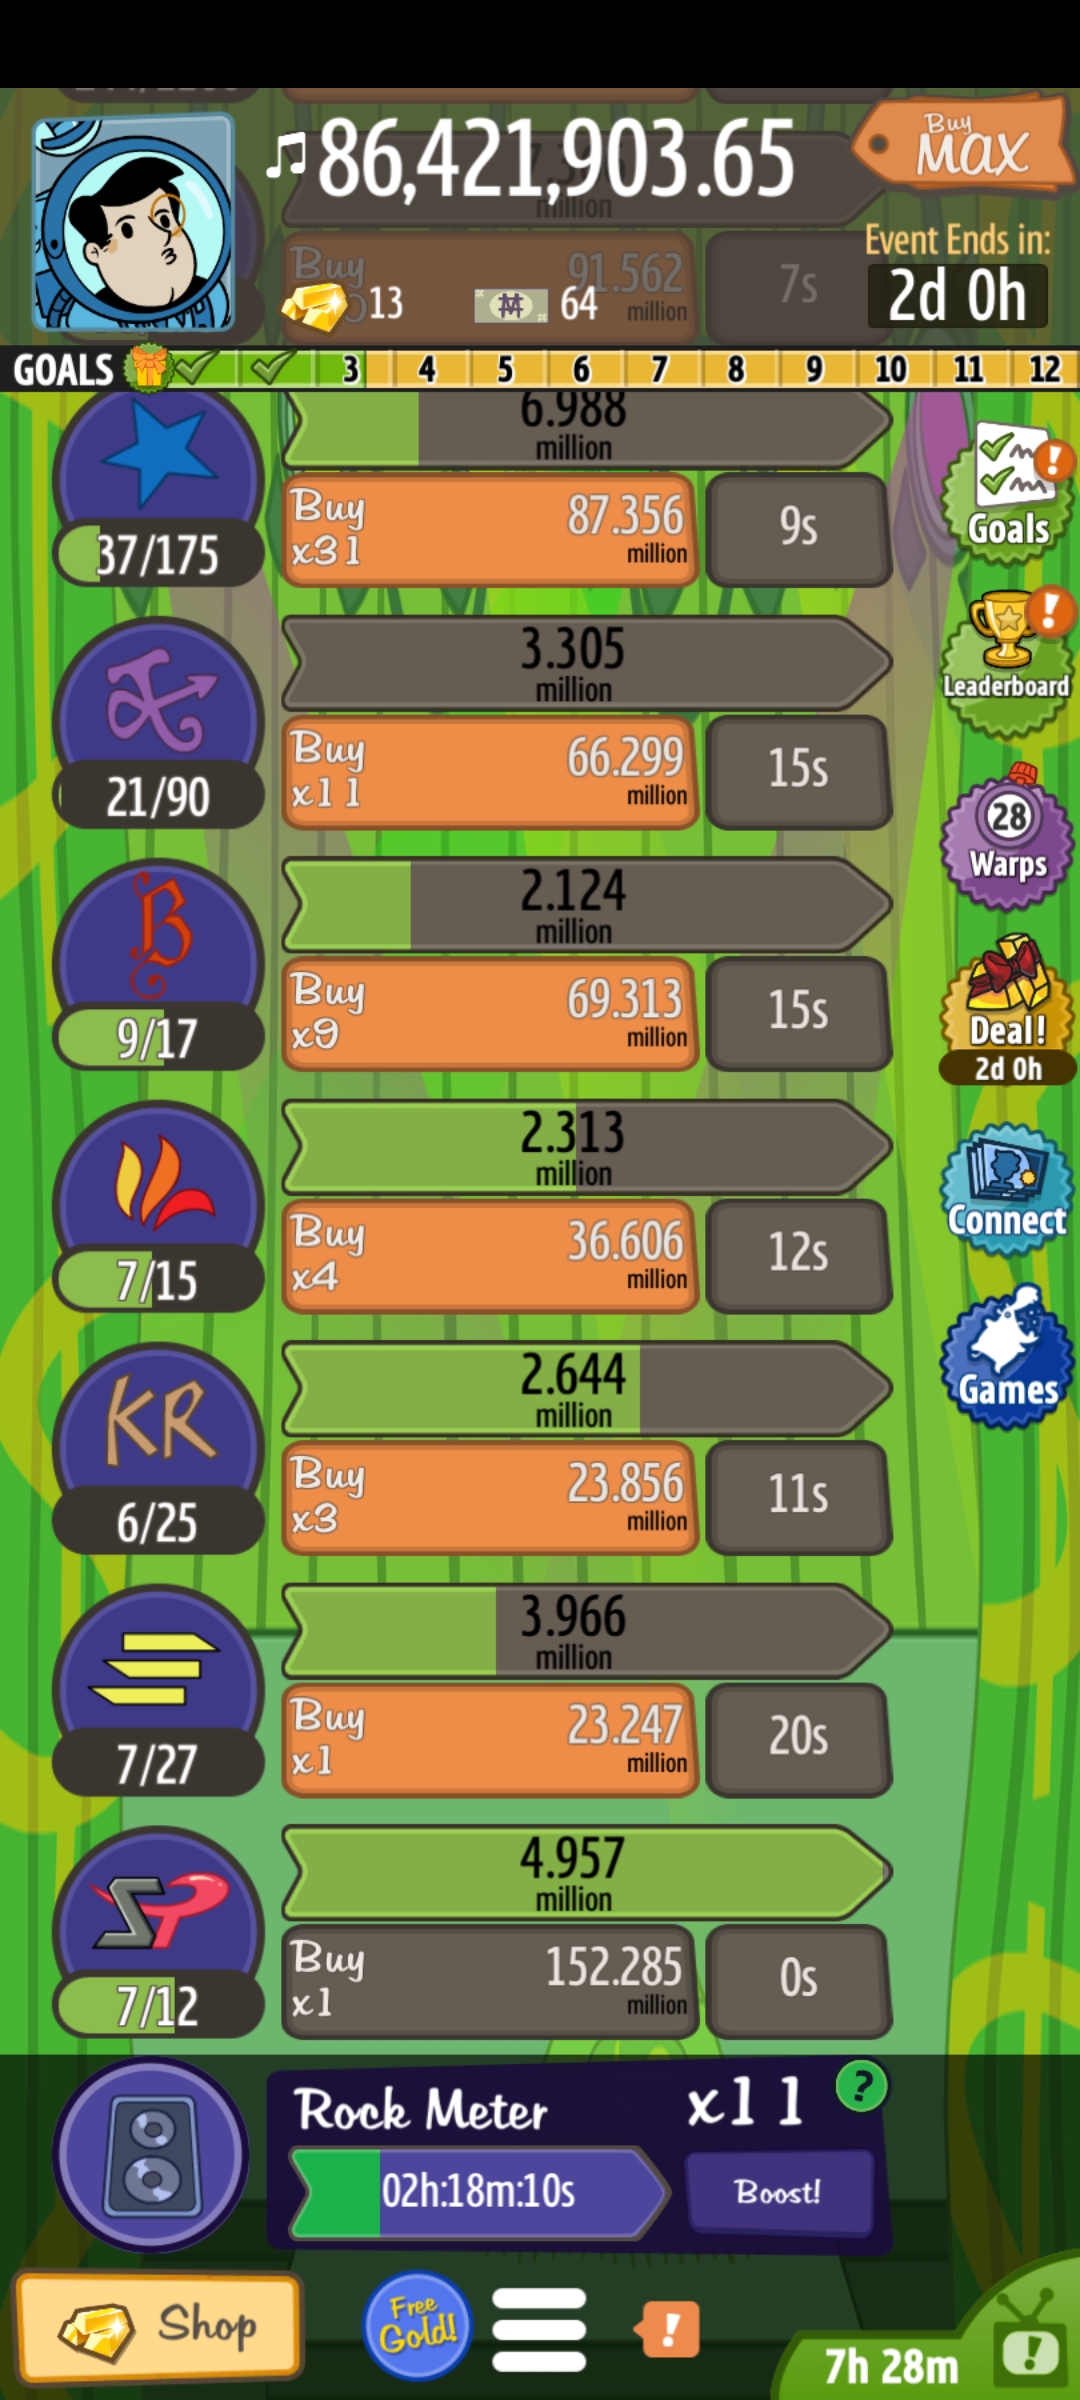 86,421,903.65
Buy
MAX
Event Ends in:
2d 0h
13
64
Buy
91.562
million
7s
million
GOALS
3 4 5 6 7 8 9 10 11 12
6.988
million
37/175
Buy
x31
87.356
million
9s
Goals
3.305
million
21/90
Buy
x11
66.299
million
15s
Leaderboard
2.124
million
9/17
Buy
x9
69.313
million
15s
28
Warps
Deal!
2d 0h
2.313
million
7/15
Buy
x4
36.606
million
12s
Connect
2.644
million
KR
6/25
Buy
x3
23.856
million
11s
Games
3.966
million
7/27
Buy
x1
23.247
million
20s
4.957
million
7/12
Buy
x1
152.285
million
0s
Rock Meter
x11
?
02h:18m:10s
Boost!
Shop
Free
Gold!
!
7h 28m
!